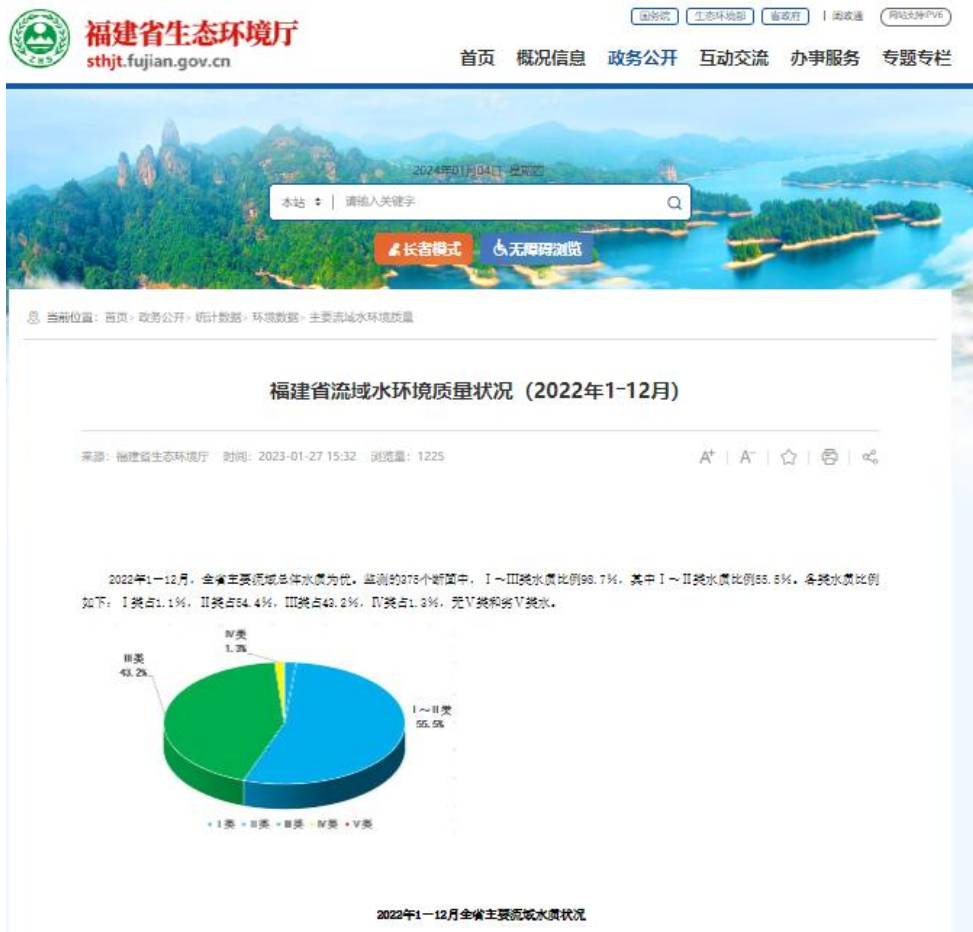 国务院 生态环境部 省政府 | 闽政通 网站支持IPV6
福建省生态环境厅
sthjt.fujian.gov.cn
首页 概况信息 政务公开 互动交流 办事服务 专题专栏
2024年01月04日 星期四
本站 请输入关键字
长者模式 无障碍浏览
当前位置：首页> 政务公开> 统计数据> 环境数据> 主要流域水环境质量
福建省流域水环境质量状况（2022年1-12月）
来源：福建省生态环境厅 时间：2023-01-27 15:32 浏览量：1225
A+ | A-
2022年1—12月，全省主要流域总体水质为优。监测的375个断面中，Ⅰ～Ⅲ类水质比例98.7%，其中Ⅰ～Ⅱ类水质比例55.5%。各类水质比例
如下：Ⅰ类占1.1%，Ⅱ类占54.4%，Ⅲ类占43.2%，Ⅳ类占1.3%，无Ⅴ类和劣Ⅴ类水。
Ⅳ类
1.3%
Ⅲ类
43.2%
Ⅰ～Ⅱ类
55.5%
Ⅰ类 Ⅱ类 Ⅲ类 Ⅳ类 Ⅴ类
2022年1—12月全省主要流域水质状况